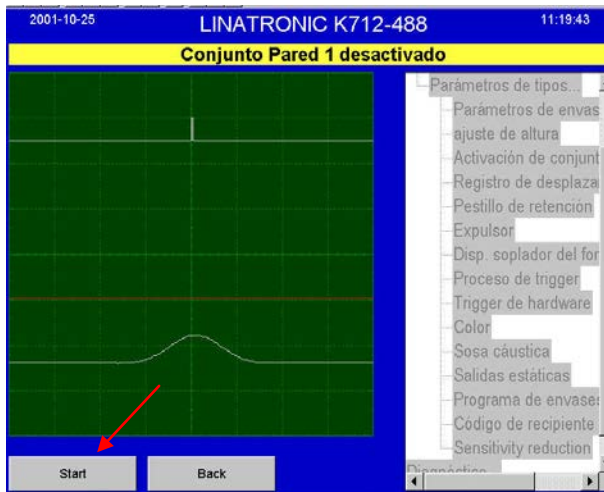 2001-10-25 LINATRONIC K712-488 11:19:43
Conjunto Pared 1 desactivado
Parámetros de tipos...
Parámetros de envas
ajuste de altura
Activación de conjunt
Registro de desplaza
Pestillo de retención
Expulsor
Disp. soplador del for
Proceso de trigger
Trigger de hardware
Color
Sosa cáustica
Salidas estáticas
Programa de envases
Código de recipiente
Sensitivity reduction
Diagnóstico
Start Back